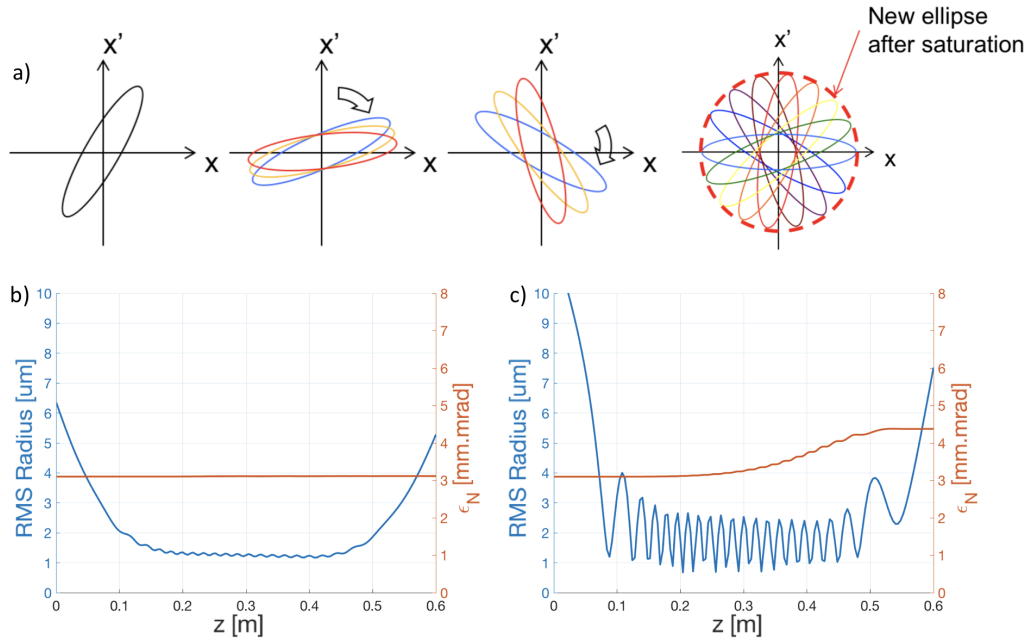 a)
x'
x
x'
x
x'
x
x'
x
New ellipse
after saturation
b)
RMS Radius [um]
10
9
8
7
6
5
4
3
2
1
0
0
0.1
0.2
0.3
0.4
0.5
0.6
z [m]
8
7
6
5
4
3
2
1
0
ϵN [mm.mrad]
c)
RMS Radius [um]
10
9
8
7
6
5
4
3
2
1
0
0
0.1
0.2
0.3
0.4
0.5
0.6
z [m]
8
7
6
5
4
3
2
1
0
ϵN [mm.mrad]